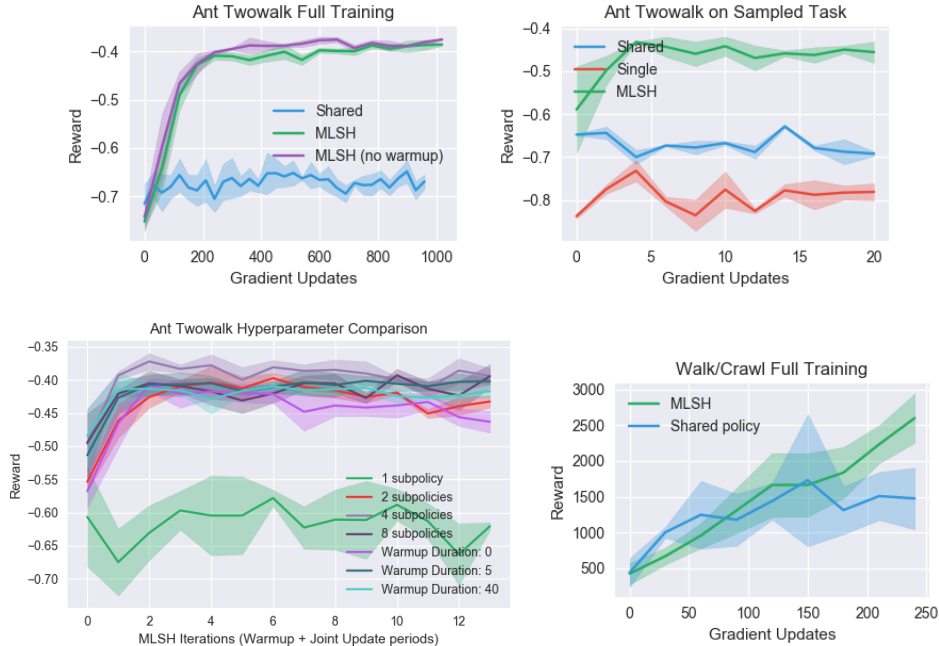 Ant Twowalk Full Training
−0.4
−0.5
−0.6
−0.7
Reward
Shared
MLSH
MLSH (no warmup)
0 200 400 600 800 1000
Gradient Updates
Ant Twowalk on Sampled Task
−0.4
−0.5
−0.6
−0.7
−0.8
Reward
Shared
Single
MLSH
0 5 10 15 20
Gradient Updates
Ant Twowalk Hyperparameter Comparison
−0.35
−0.40
−0.45
−0.50
−0.55
−0.60
−0.65
−0.70
Reward
1 subpolicy
2 subpolicies
4 subpolicies
8 subpolicies
Warmup Duration: 0
Warump Duration: 5
Warmup Duration: 40
0 2 4 6 8 10 12
MLSH Iterations (Warmup + Joint Update periods)
Walk/Crawl Full Training
3000
2500
2000
1500
1000
500
Reward
MLSH
Shared policy
0 50 100 150 200 250
Gradient Updates